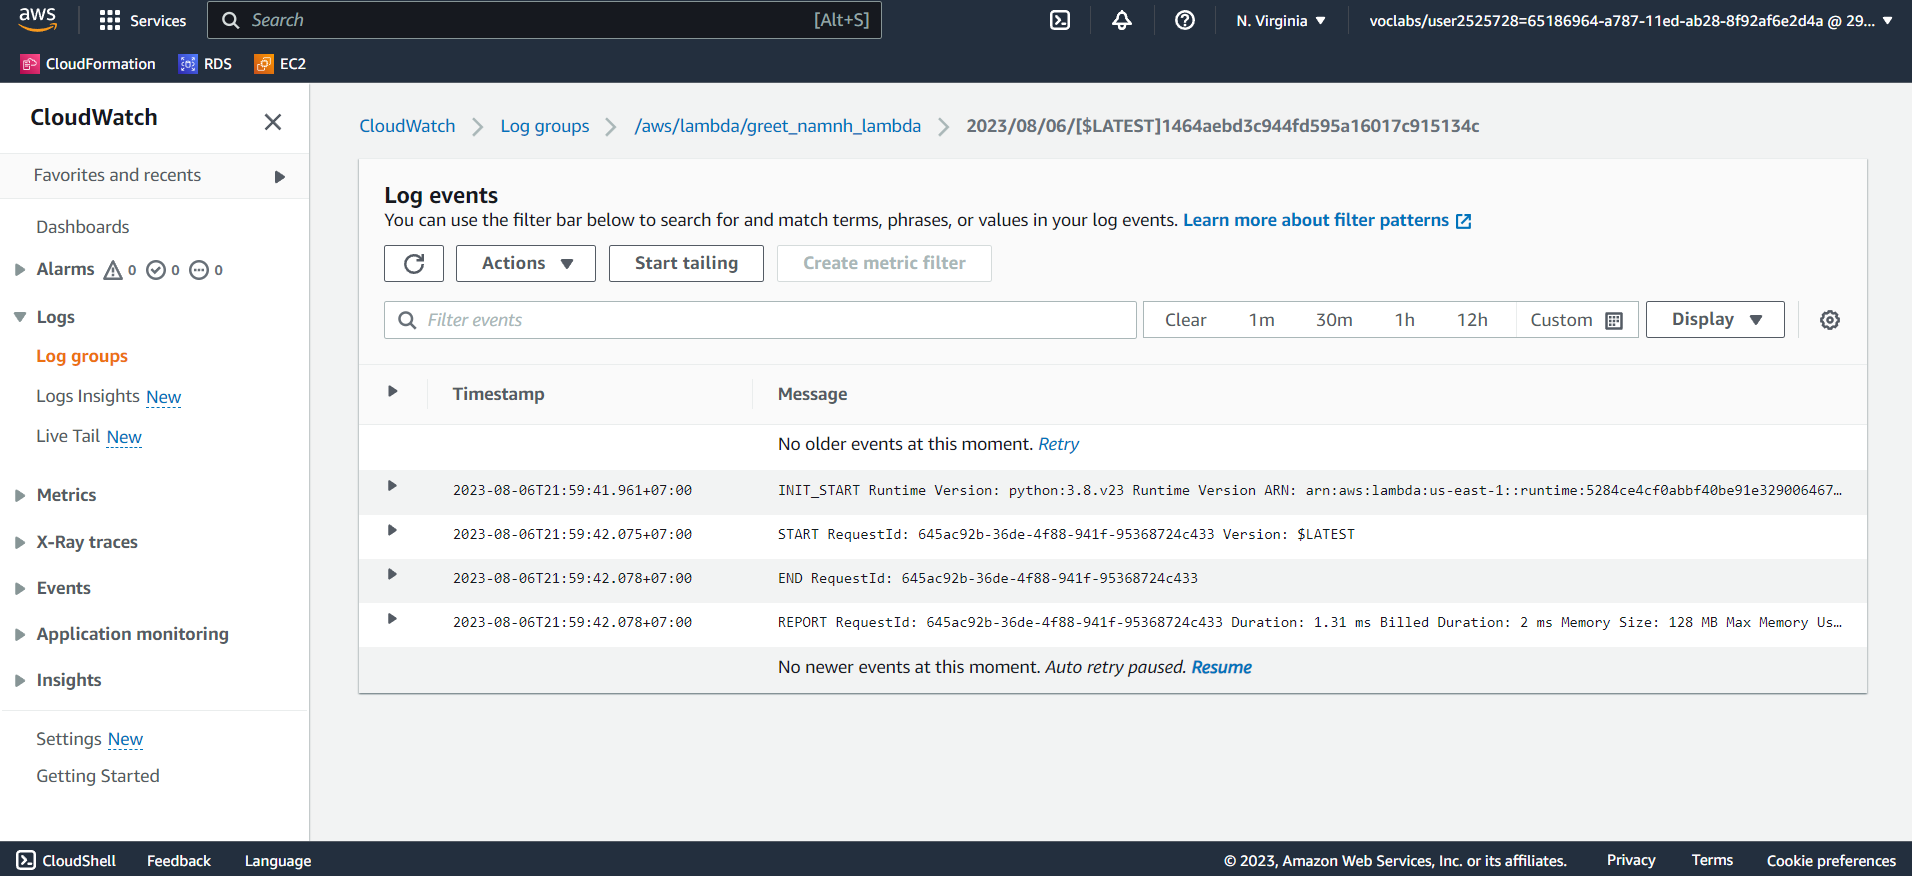 aws Services Search [Alt+S] N. Virginia voclabs/user2525728=65186964-a787-11ed-ab28-8f92af6e2d4a @ 29...
CloudFormation RDS EC2
CloudWatch
Favorites and recents
Dashboards
Alarms 0 0 0
Logs
Log groups
Logs Insights New
Live Tail New
Metrics
X-Ray traces
Events
Application monitoring
Insights
Settings New
Getting Started
CloudWatch Log groups /aws/lambda/greet_namnh_lambda 2023/08/06/[$LATEST]1464aebd3c944fd595a16017c915134c
Log events
You can use the filter bar below to search for and match terms, phrases, or values in your log events. Learn more about filter patterns
Actions Start tailing Create metric filter
Filter events Clear 1m 30m 1h 12h Custom Display
Timestamp Message
No older events at this moment. Retry
2023-08-06T21:59:41.961+07:00 INIT_START Runtime Version: python:3.8.v23 Runtime Version ARN: arn:aws:lambda:us-east-1::runtime:5284ce4cf0abbf40be91e329006467…
2023-08-06T21:59:42.075+07:00 START RequestId: 645ac92b-36de-4f88-941f-95368724c433 Version: $LATEST
2023-08-06T21:59:42.078+07:00 END RequestId: 645ac92b-36de-4f88-941f-95368724c433
2023-08-06T21:59:42.078+07:00 REPORT RequestId: 645ac92b-36de-4f88-941f-95368724c433 Duration: 1.31 ms Billed Duration: 2 ms Memory Size: 128 MB Max Memory Us…
No newer events at this moment. Auto retry paused. Resume
CloudShell Feedback Language © 2023, Amazon Web Services, Inc. or its affiliates. Privacy Terms Cookie preferences